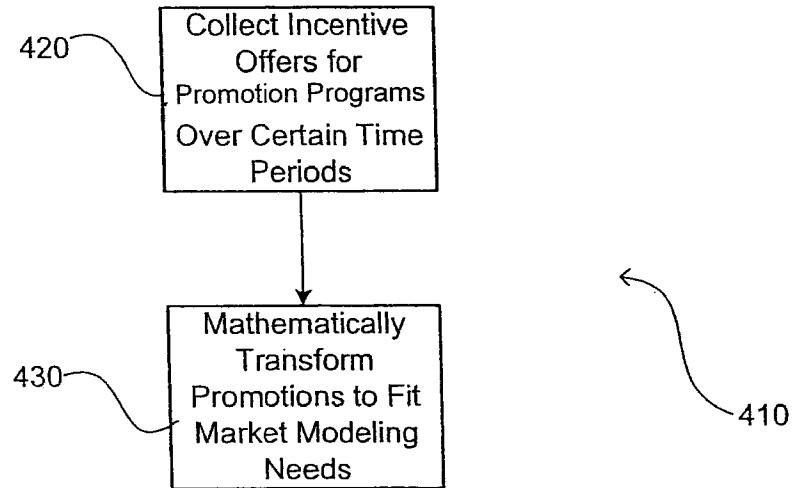 420
Collect Incentive
Offers for
Promotion Programs
Over Certain Time
Periods
430
Mathematically
Transform
Promotions to Fit
Market Modeling
Needs
410